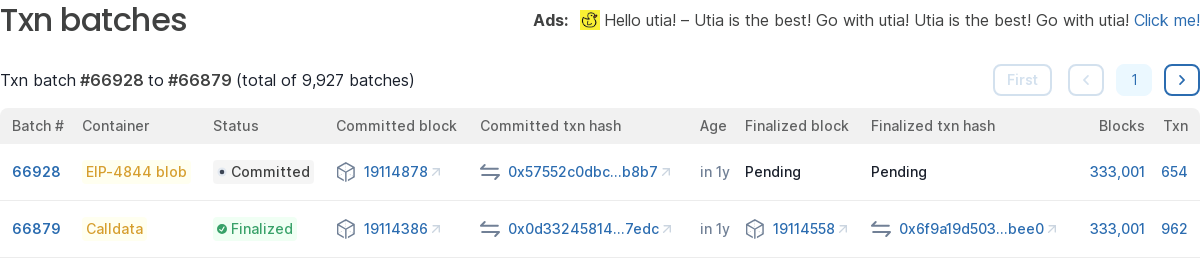 Txn batches
Ads: Hello utia! – Utia is the best! Go with utia! Utia is the best! Go with utia! Click me!
Txn batch #66928 to #66879 (total of 9,927 batches)
First 1
Batch # Container Status Committed block Committed txn hash Age Finalized block Finalized txn hash Blocks Txn
66928 EIP-4844 blob Committed 19114878 0x57552c0dbc...b8b7 in 1y Pending Pending 333,001 654
66879 Calldata Finalized 19114386 0x0d33245814...7edc in 1y 19114558 0x6f9a19d503...bee0 333,001 962